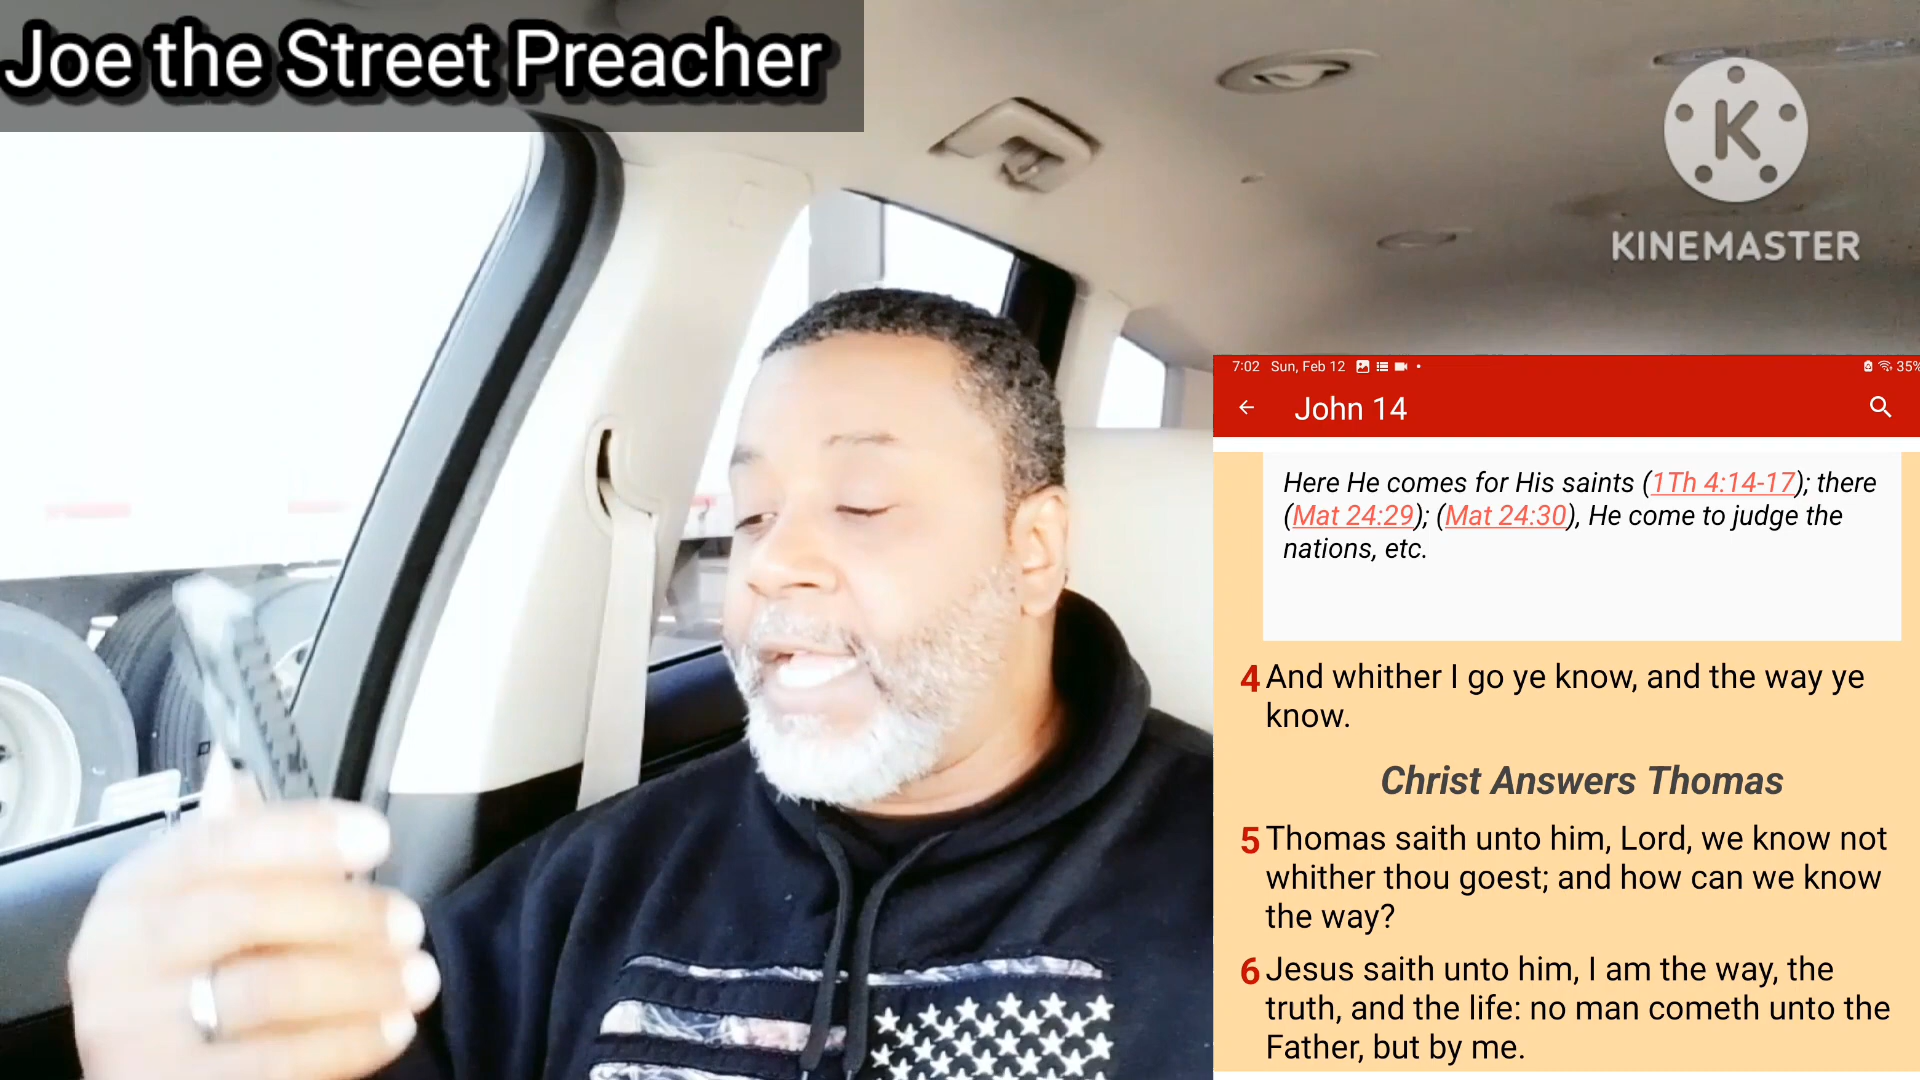 Joe the Street Preacher
K
KINEMASTER
7:02 Sun, Feb 12
35%
John 14
Here He comes for His saints (1Th 4:14-17); there
(Mat 24:29); (Mat 24:30), He come to judge the
nations, etc.
4 And whither I go ye know, and the way ye
know.
Christ Answers Thomas
5 Thomas saith unto him, Lord, we know not
whither thou goest; and how can we know
the way?
6 Jesus saith unto him, I am the way, the
truth, and the life: no man cometh unto the
Father, but by me.